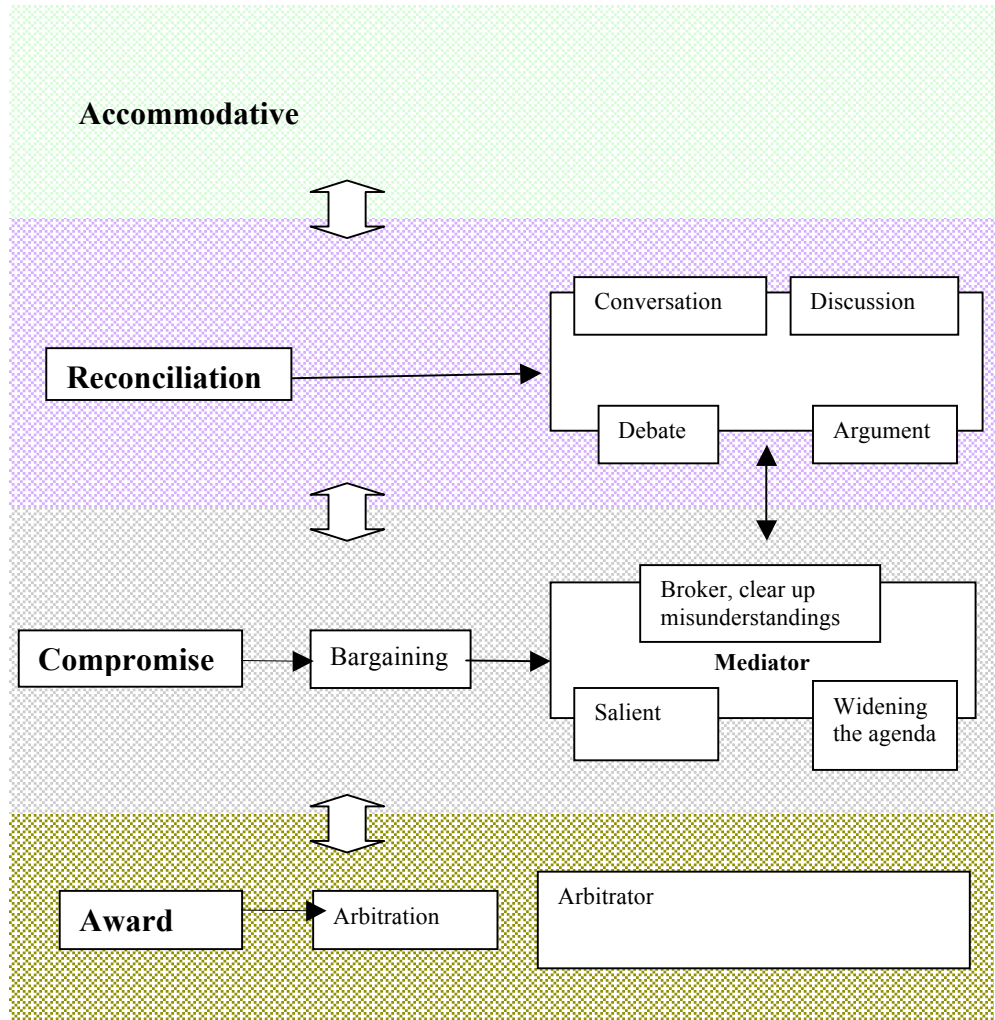 Accommodative
Conversation
Discussion
Reconciliation
Debate
Argument
Broker, clear up
misunderstandings
Compromise
Bargaining
Mediator
Salient
Widening
the agenda
Award
Arbitration
Arbitrator